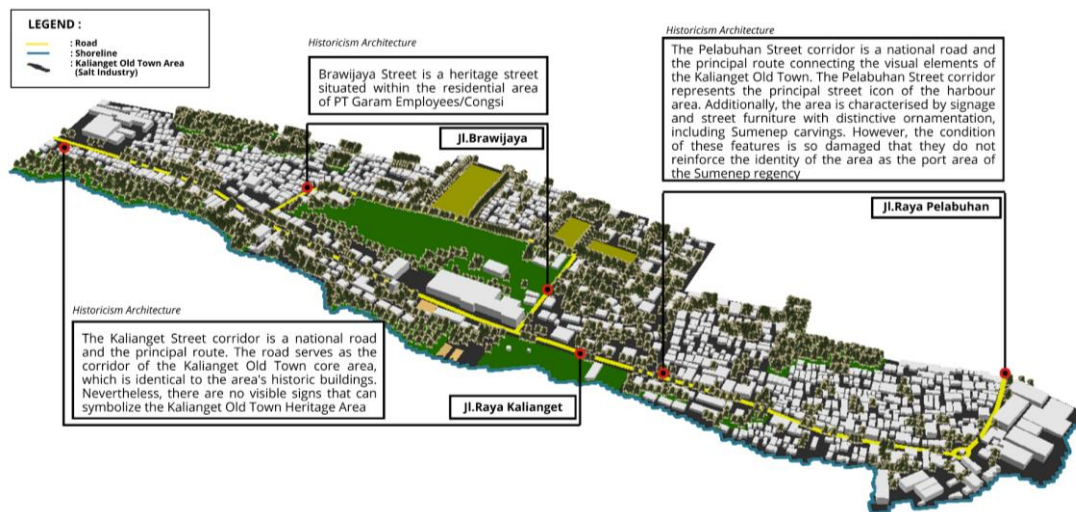 LEGEND :
: Road
: Shoreline
: Kalianget Old Town Area
(Salt Industry)
Historicism Architecture
Brawijaya Street is a heritage street
situated within the residential area
of PT Garam Employees/Congsi
Jl.Brawijaya
Historicism Architecture
The Pelabuhan Street corridor is a national road and
the principal route connecting the visual elements of
the Kalianget Old Town. The Pelabuhan Street corridor
represents the principal street icon of the harbour
area. Additionally, the area is characterised by signage
and street furniture with distinctive ornamentation,
including Sumenep carvings. However, the condition
of these features is so damaged that they do not
reinforce the identity of the area as the port area of
the Sumenep regency
Jl.Raya Pelabuhan
Historicism Architecture
The Kalianget Street corridor is a national road
and the principal route. The road serves as the
corridor of the Kalianget Old Town core area,
which is identical to the area's historic buildings.
Nevertheless, there are no visible signs that can
symbolize the Kalianget Old Town Heritage Area
Jl.Raya Kalianget